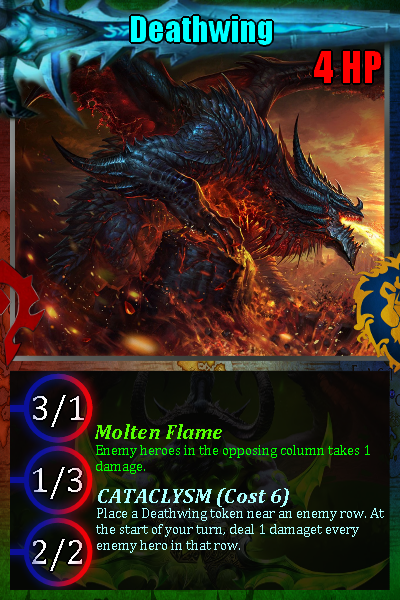 Deathwing
4 HP
3/1
Molten Flame
Enemy heroes in the opposing column takes 1
damage.
1/3
CATACLYSM (Cost 6)
Place a Deathwing token near an enemy row. At
the start of your turn, deal 1 damaget every
enemy hero in that row.
2/2